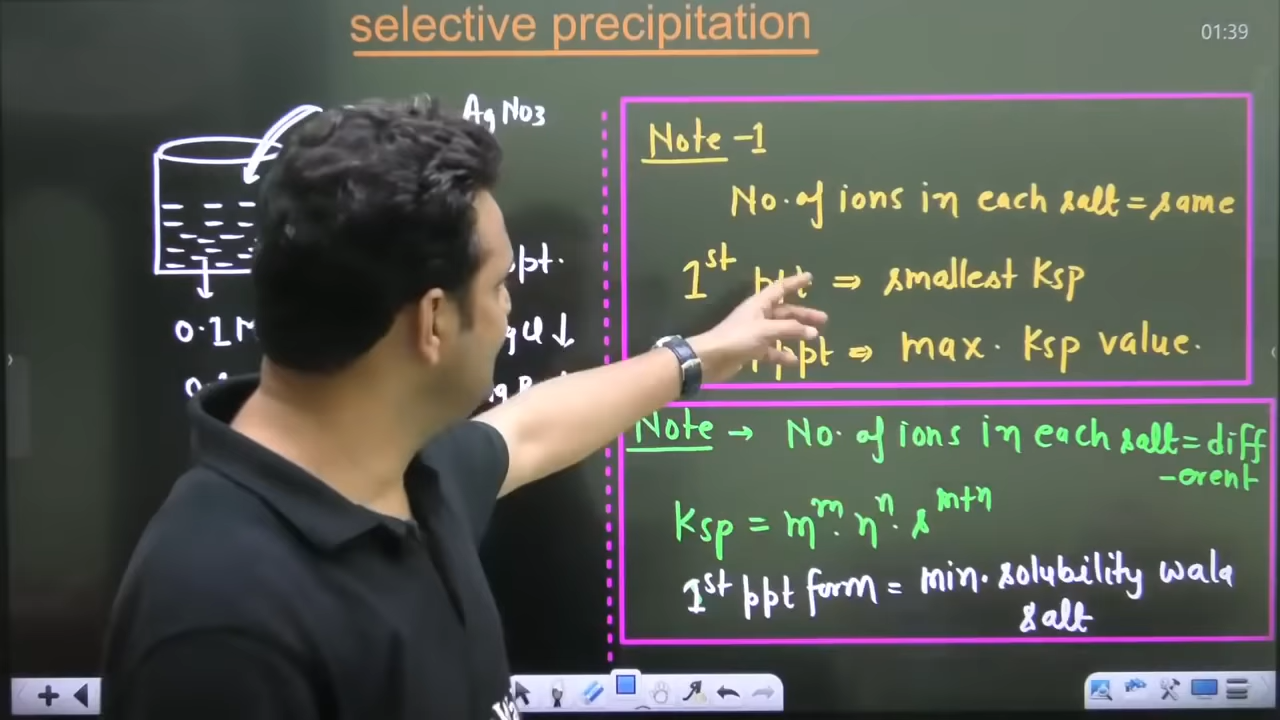 selective precipitation
01:39
AgNO3
ppt.
0.1M
Note -1
No. of ions in each salt = same
1st ppt ⇒ smallest Ksp
ppt ⇒ max. Ksp value.
Note → No. of ions in each salt = diff
-erent
Ksp = m^m. n^n. s^m+n
1st ppt form = min. solubility wala
salt